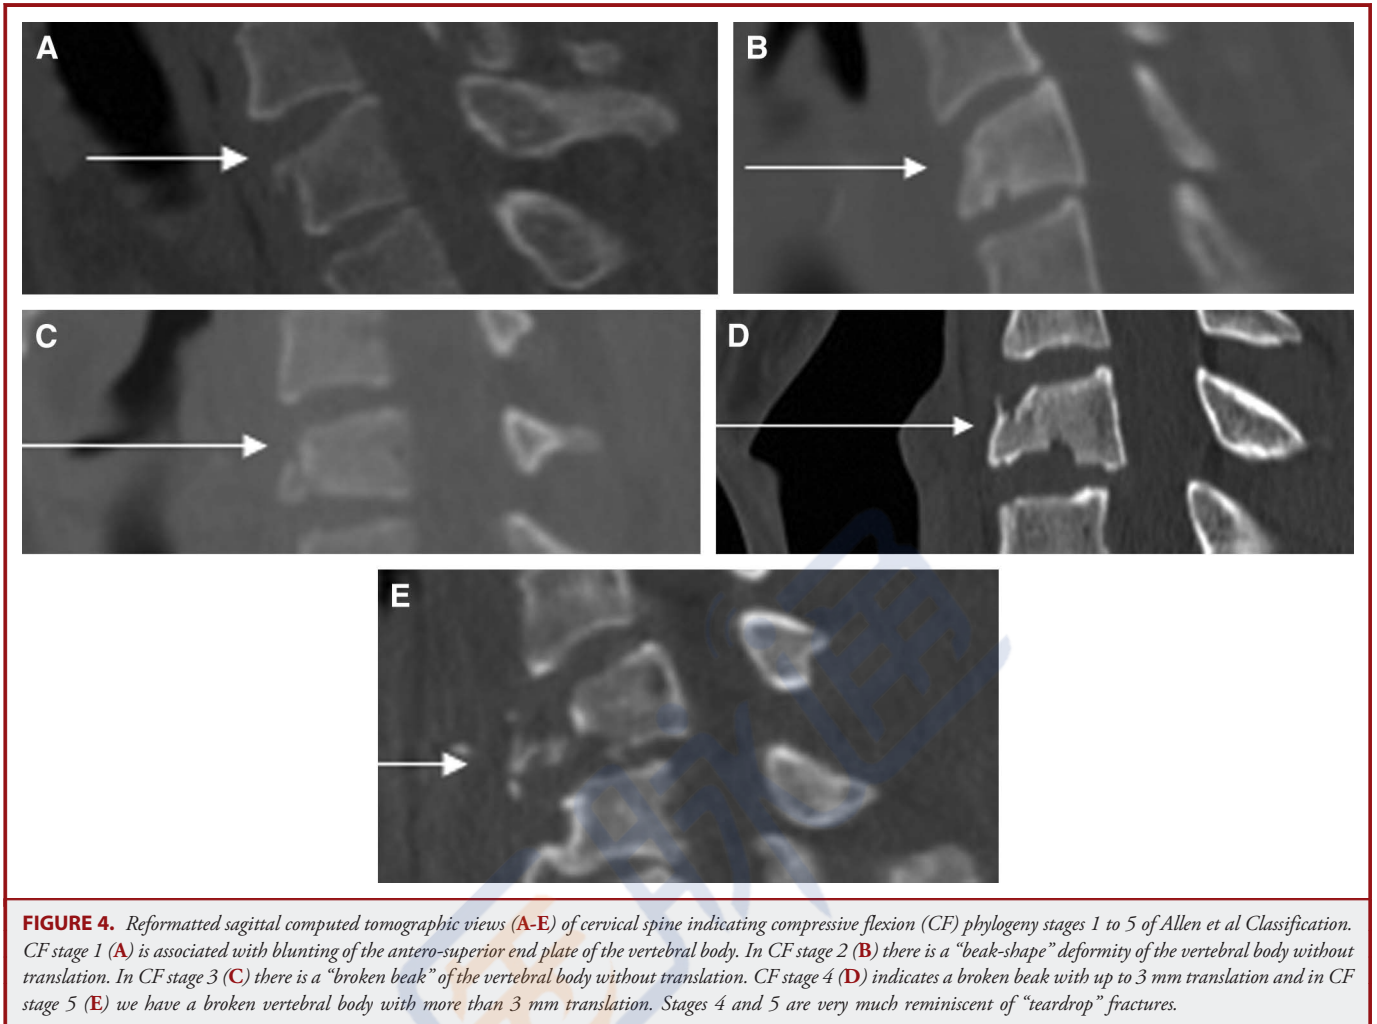 A
B
C
D
E
FIGURE 4. Reformatted sagittal computed tomographic views (A-E) of cervical spine indicating compressive flexion (CF) phylogeny stages 1 to 5 of Allen et al Classification.
CF stage 1 (A) is associated with blunting of the antero-superior end plate of the vertebral body. In CF stage 2 (B) there is a “beak-shape” deformity of the vertebral body without
translation. In CF stage 3 (C) there is a “broken beak” of the vertebral body without translation. CF stage 4 (D) indicates a broken beak with up to 3 mm translation and in CF
stage 5 (E) we have a broken vertebral body with more than 3 mm translation. Stages 4 and 5 are very much reminiscent of “teardrop” fractures.